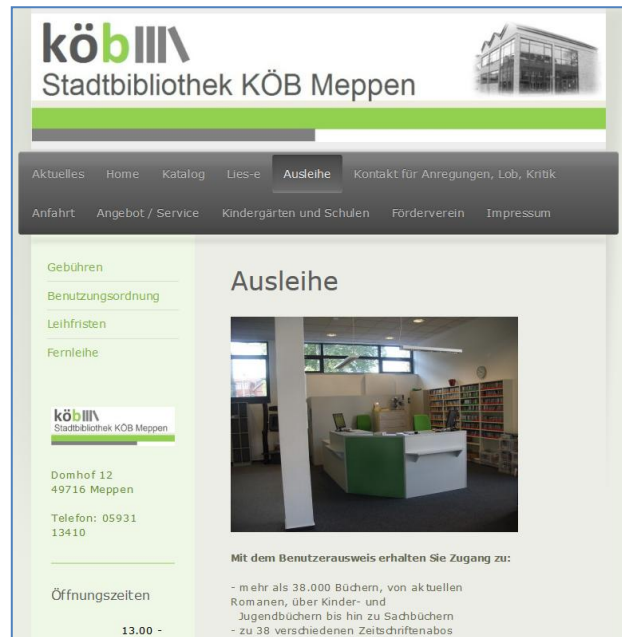 köb
Stadtbibliothek KÖB Meppen
Aktuelles Home Katalog Lies-e Ausleihe Kontakt für Anregungen, Lob, Kritik
Anfahrt Angebot / Service Kindergärten und Schulen Förderverein Impressum
Gebühren
Benutzungsordnung
Leihfristen
Fernleihe
köb
Stadtbibliothek KÖB Meppen
Domhof 12
49716 Meppen
Telefon: 05931
13410
Öffnungszeiten
13.00 -
Ausleihe
Mit dem Benutzerausweis erhalten Sie Zugang zu:
- mehr als 38.000 Büchern, von aktuellen
Romanen, über Kinder- und
Jugendbüchern bis hin zu Sachbüchern
- zu 38 verschiedenen Zeitschriftenabos